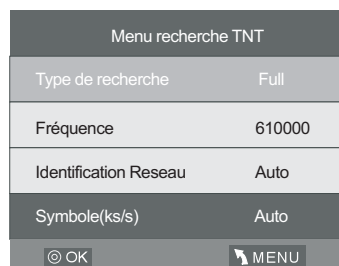 Menu recherche TNT
Type de recherche Full
Fréquence 610000
Identification Reseau Auto
Symbole(ks/s) Auto
OK MENU